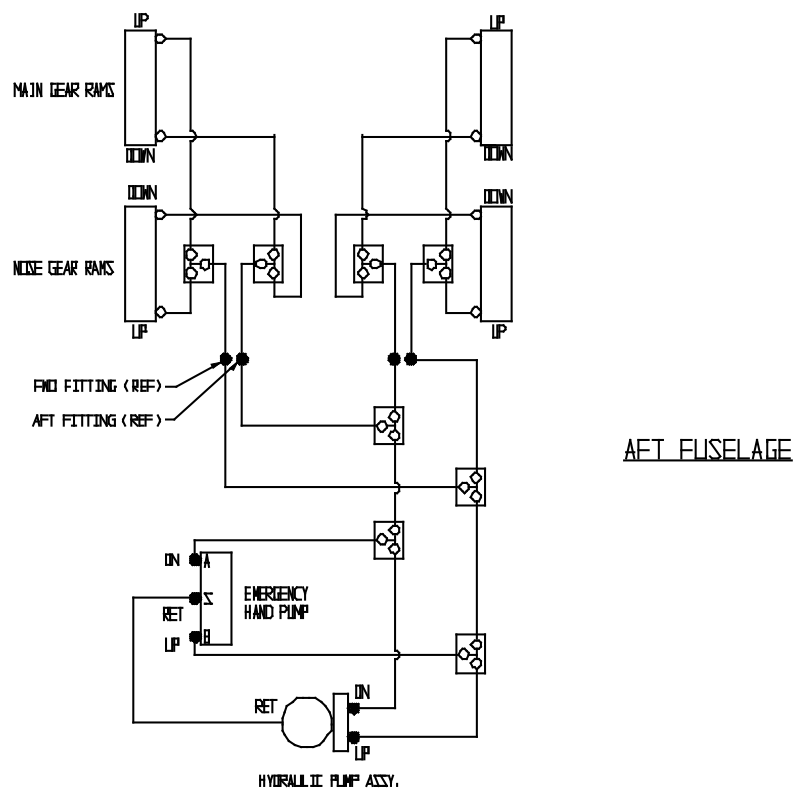 UP
UP
MAIN GEAR RAMS
DOWN
DOWN
DOWN
DOWN
NOSE GEAR RAMS
UP
UP
FWD FITTING (REF)
AFT FITTING (REF)
AFT FUSELAGE
DN
A
S
EMERGENCY
HAND PUMP
RET
UP
B
RET
DN
UP
HYDRAULIC PUMP ASSY.